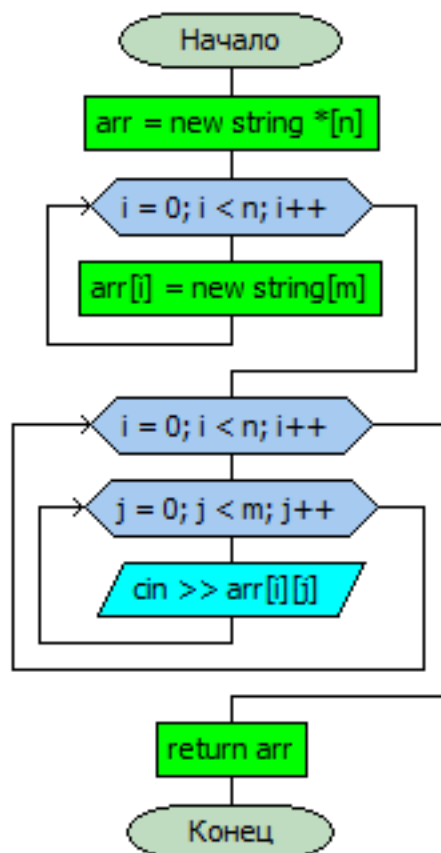 Начало
arr = new string *[n]
i = 0; i < n; i++
arr[i] = new string[m]
i = 0; i < n; i++
j = 0; j < m; j++
cin >> arr[i][j]
return arr
Конец